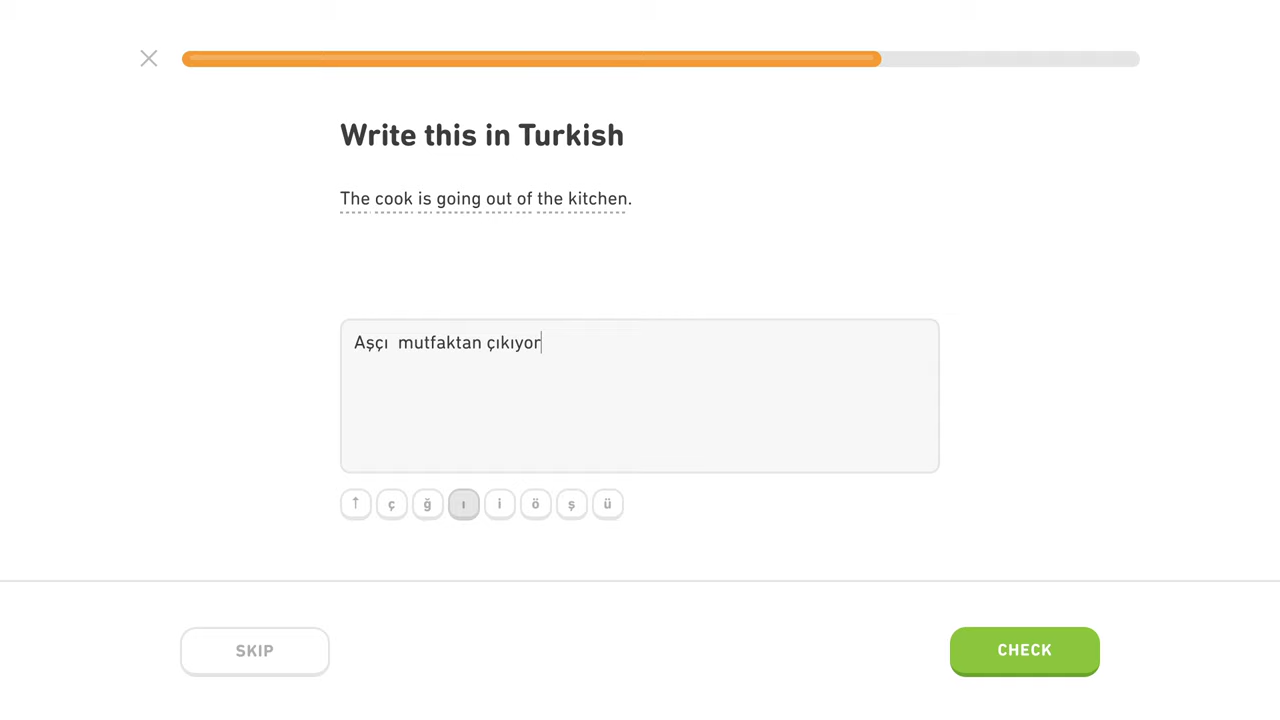 Write this in Turkish
The cook is going out of the kitchen.
Aşçı  mutfaktan çıkıyor
↑ ç ğ ı i ö ş ü
SKIP
CHECK